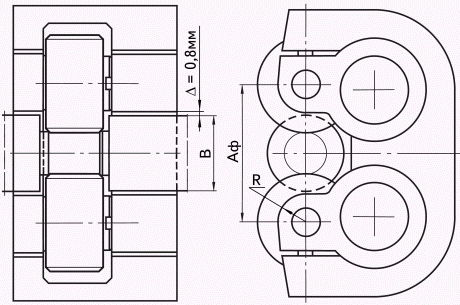 Δ = 0,8мм
В
Аф
R